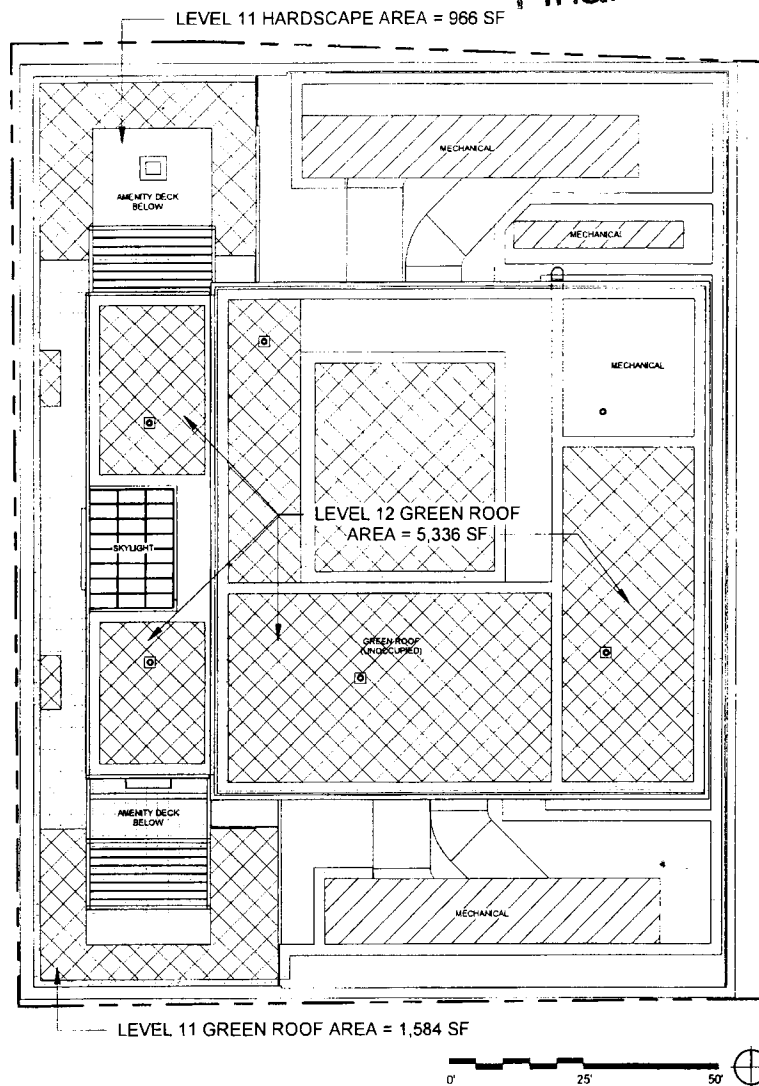 LEVEL 11 HARDSCAPE AREA = 966 SF
MECHANICAL
AMENITY DECK
BELOW
MECHANICAL
MECHANICAL
LEVEL 12 GREEN ROOF
AREA = 5,336 SF
SKYLIGHT
GREEN ROOF
(UNOCCUPIED)
AMENITY DECK
BELOW
MECHANICAL
LEVEL 11 GREEN ROOF AREA = 1,584 SF
0' 25' 50'